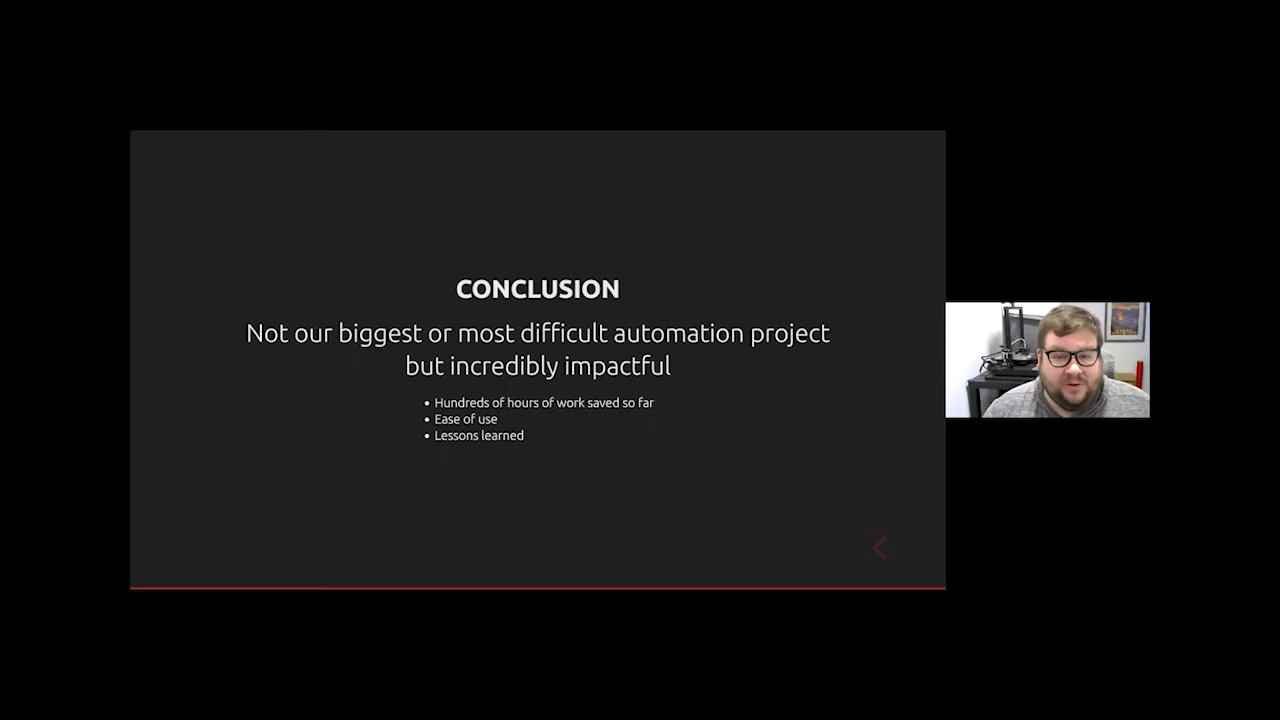 CONCLUSION
Not our biggest or most difficult automation project
but incredibly impactful
• Hundreds of hours of work saved so far
• Ease of use
• Lessons learned